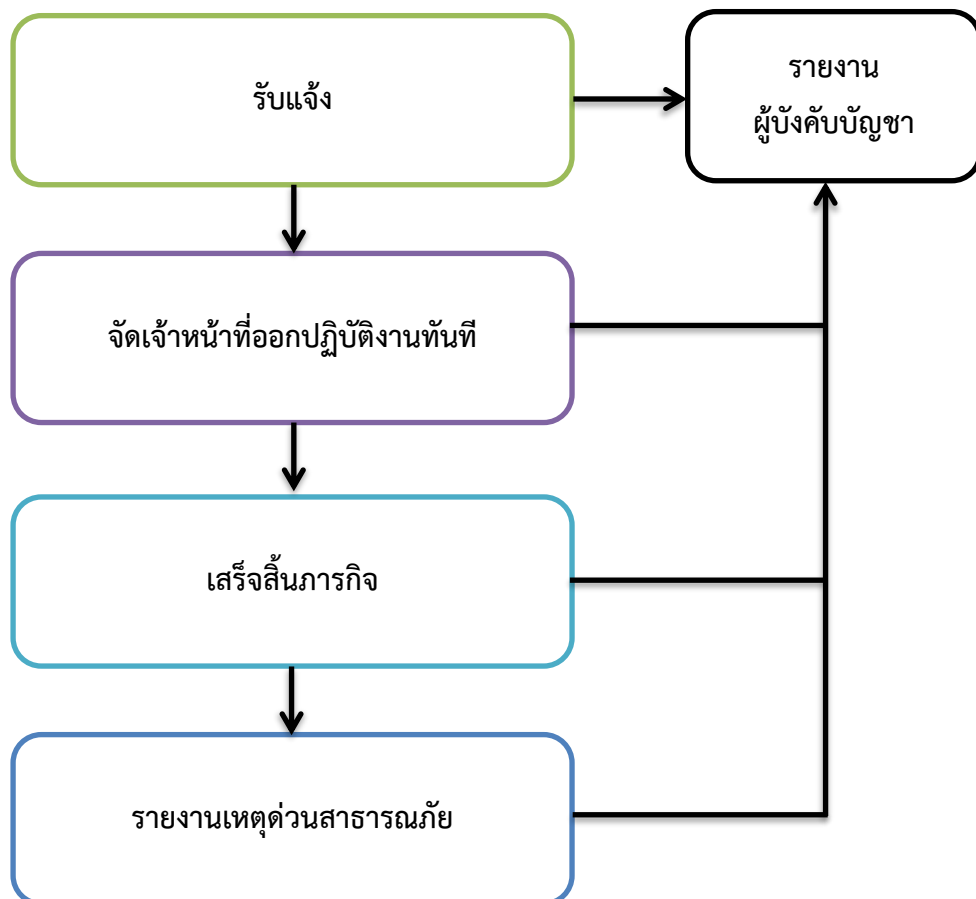 รับแจ้ง
รายงาน
ผู้บังคับบัญชา
จัดเจ้าหน้าที่ออกปฏิบัติงานทันที
เสร็จสิ้นภารกิจ
รายงานเหตุด่วนสาธารณภัย